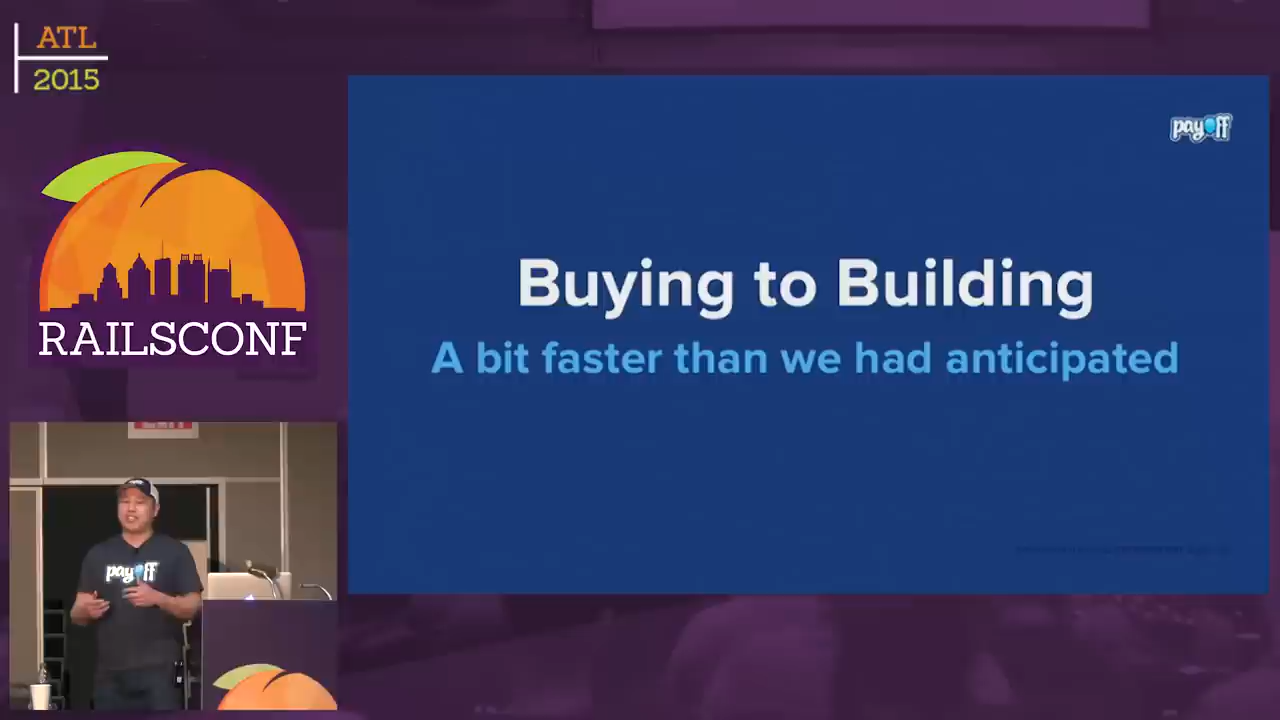 ATL
2015
RAILSCONF
payoff
Buying to Building
A bit faster than we had anticipated
payoff